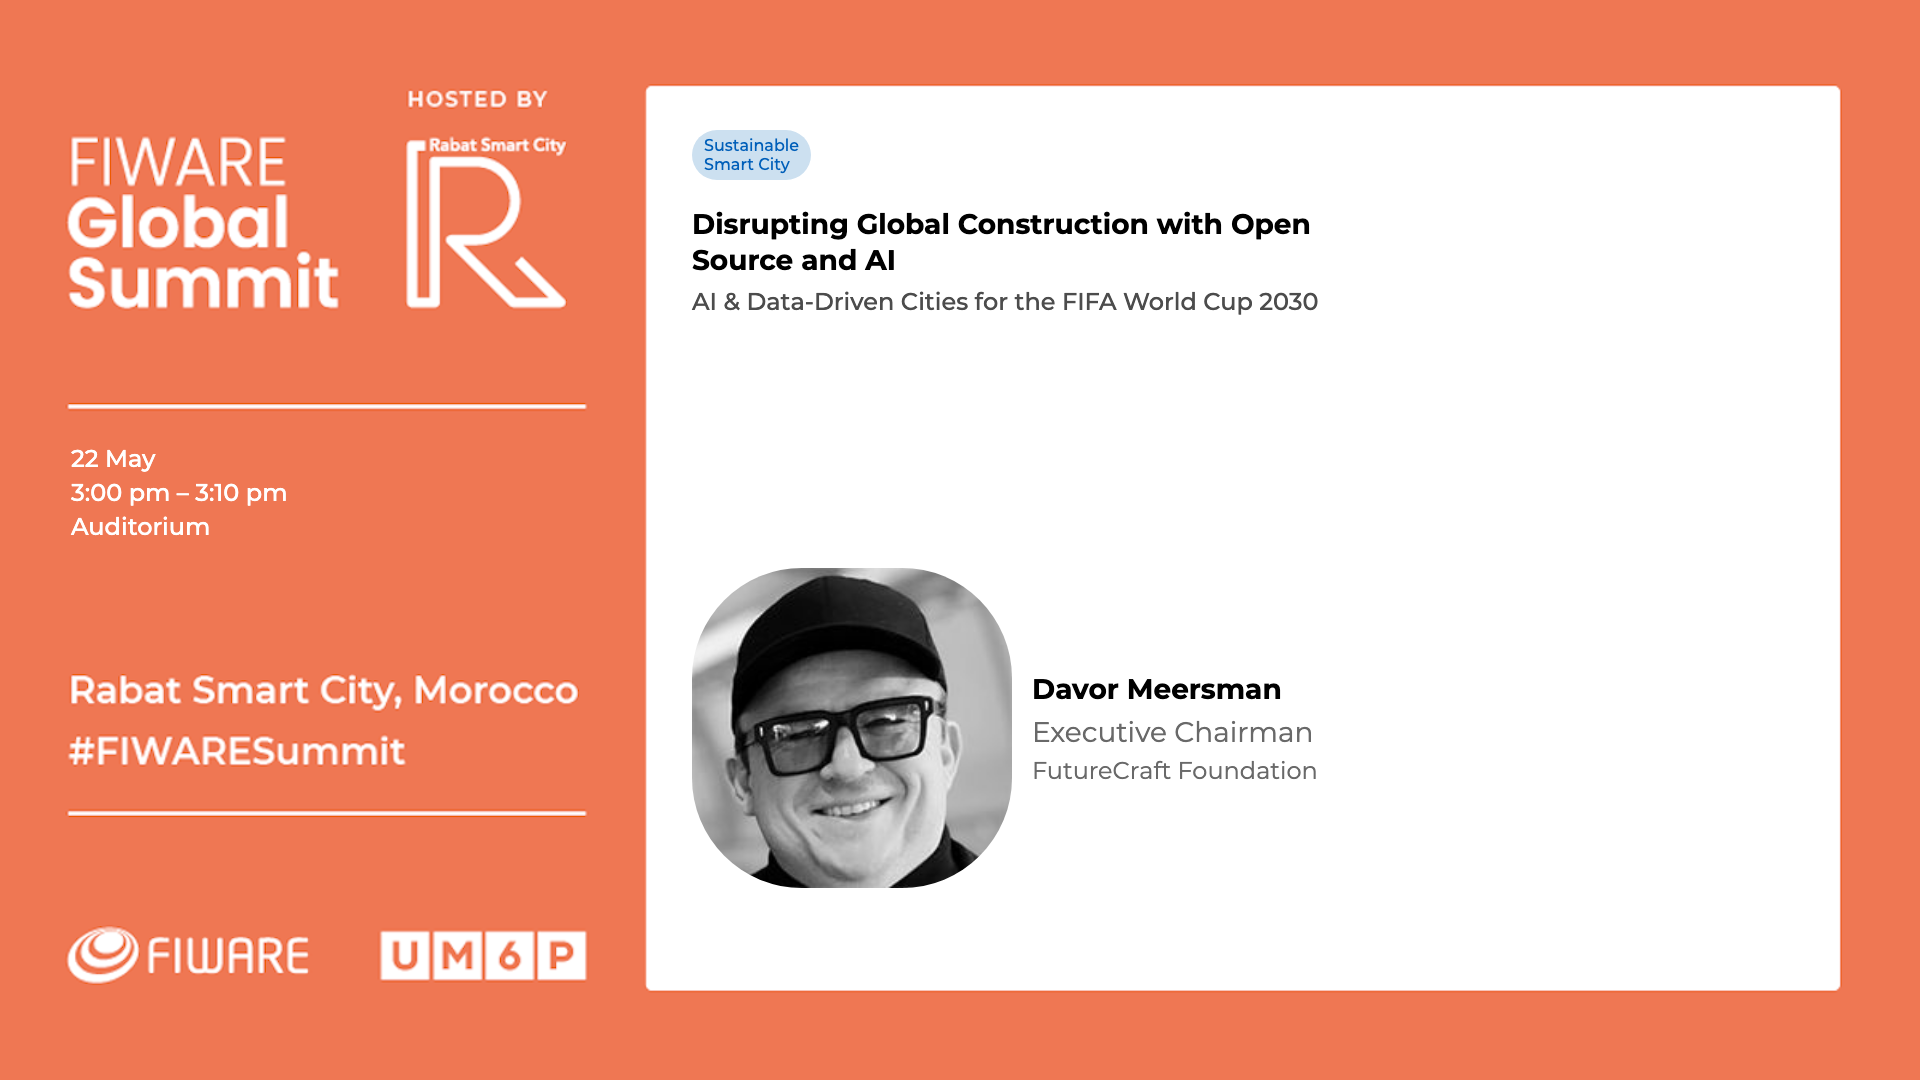 HOSTED BY
FIWARE
Global
Summit
Rabat Smart City
R
22 May
3:00 pm – 3:10 pm
Auditorium
Rabat Smart City, Morocco
#FIWARESummit
FIWARE
UM6P
Sustainable
Smart City
Disrupting Global Construction with Open
Source and AI
AI & Data-Driven Cities for the FIFA World Cup 2030
Davor Meersman
Executive Chairman
FutureCraft Foundation